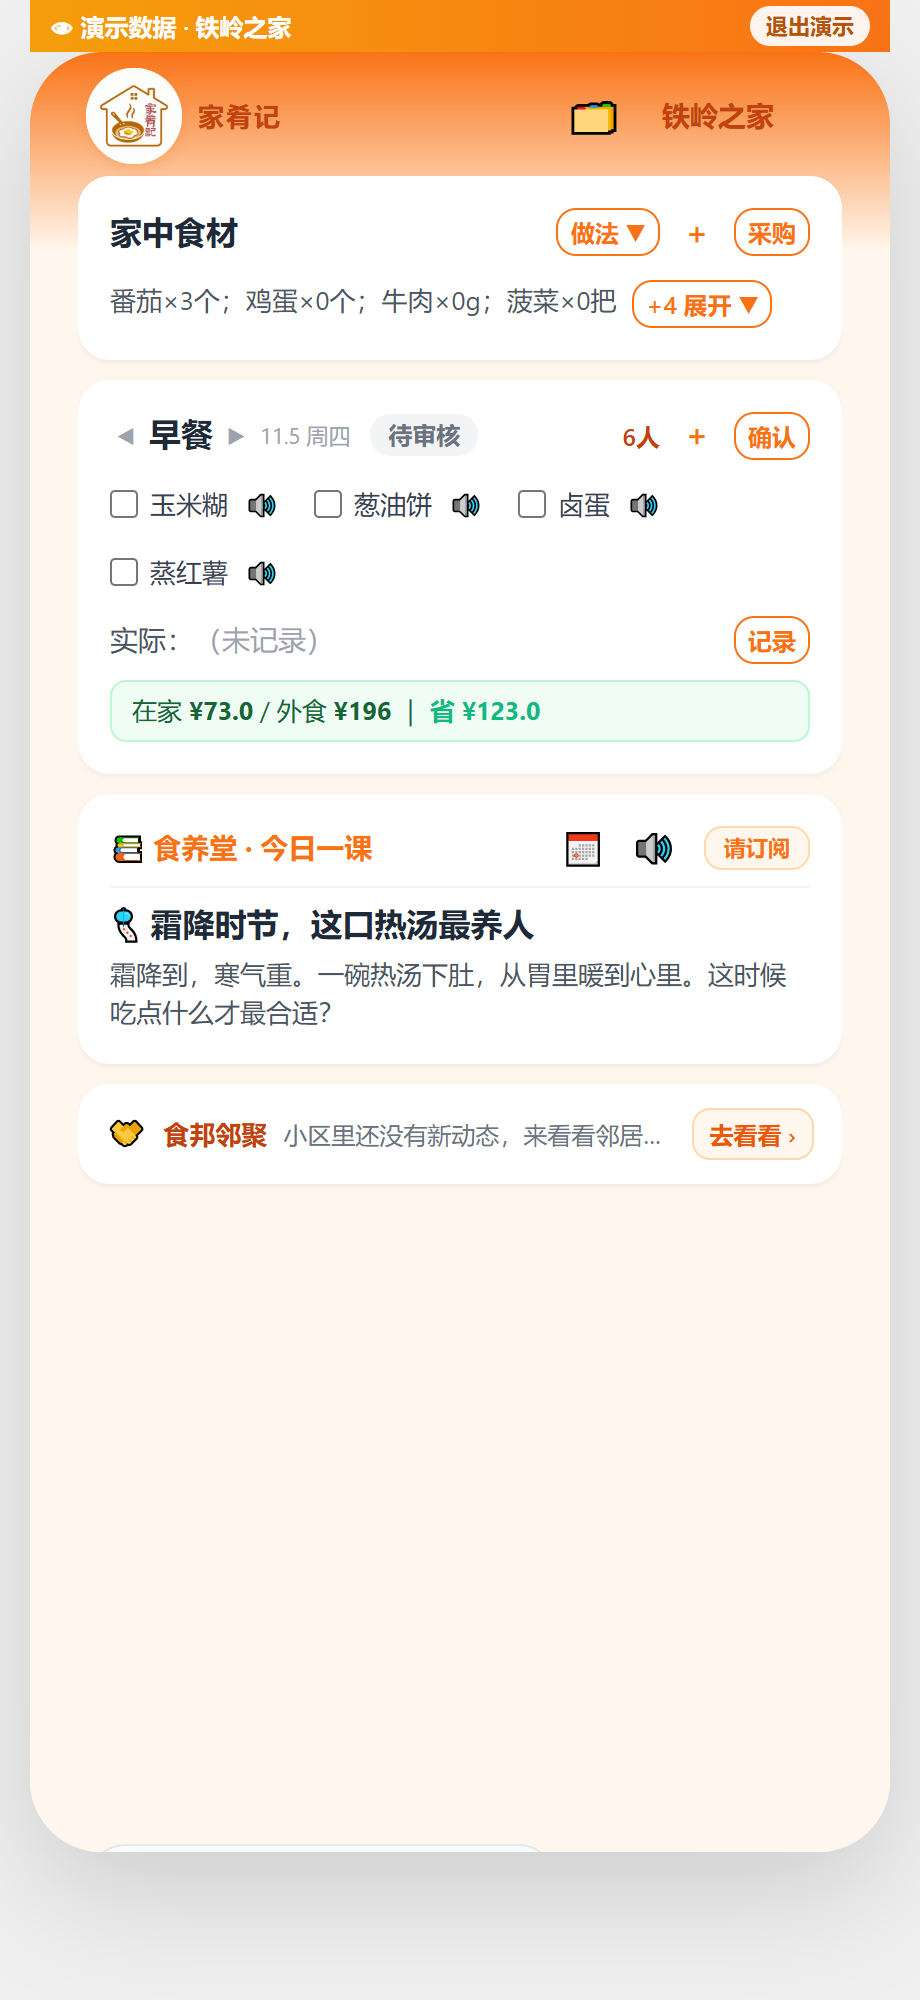 演示数据 · 铁岭之家 退出演示
家肴記
家肴记 铁岭之家
家中食材 做法 ▼ + 采购
番茄×3个；鸡蛋×0个；牛肉×0g；菠菜×0把 +4 展开 ▼
◀ 早餐 ▶ 11.5 周四 待审核 6人 + 确认
玉米糊 葱油饼 卤蛋
蒸红薯
实际： （未记录） 记录
在家 ¥73.0 / 外食 ¥196 | 省 ¥123.0
食养堂 · 今日一课 请订阅
霜降时节，这口热汤最养人
霜降到，寒气重。一碗热汤下肚，从胃里暖到心里。这时候
吃点什么才最合适？
食邦邻聚 小区里还没有新动态，来看看邻居... 去看看 ›